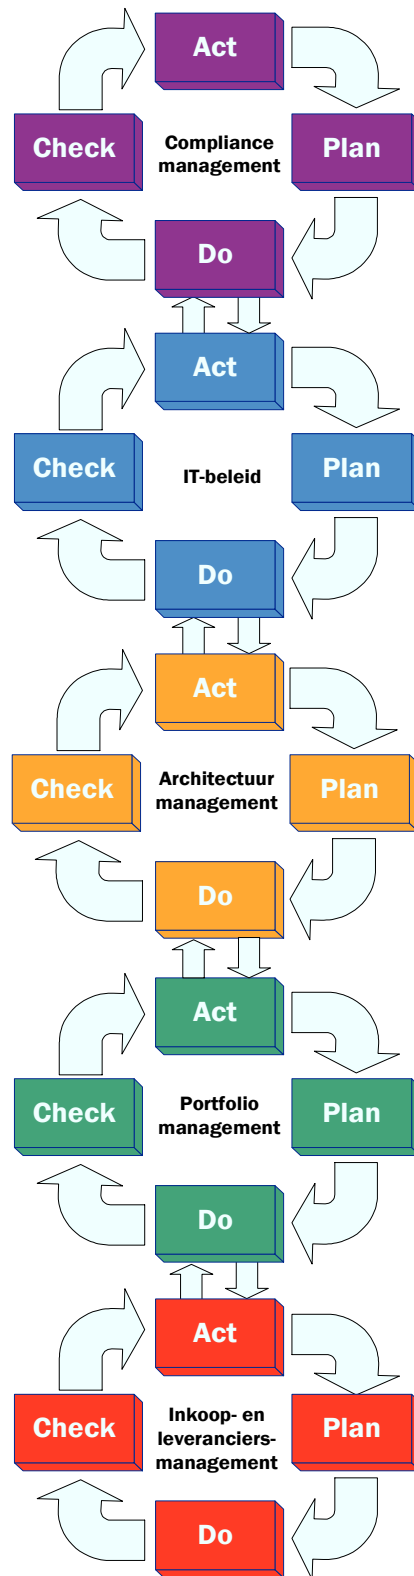 Act
Check
Compliance
management
Plan
Do
Act
Check
IT-beleid
Plan
Do
Act
Check
Architectuur
management
Plan
Do
Act
Check
Portfolio
management
Plan
Do
Act
Check
Inkoop- en
leveranciers-
management
Plan
Do